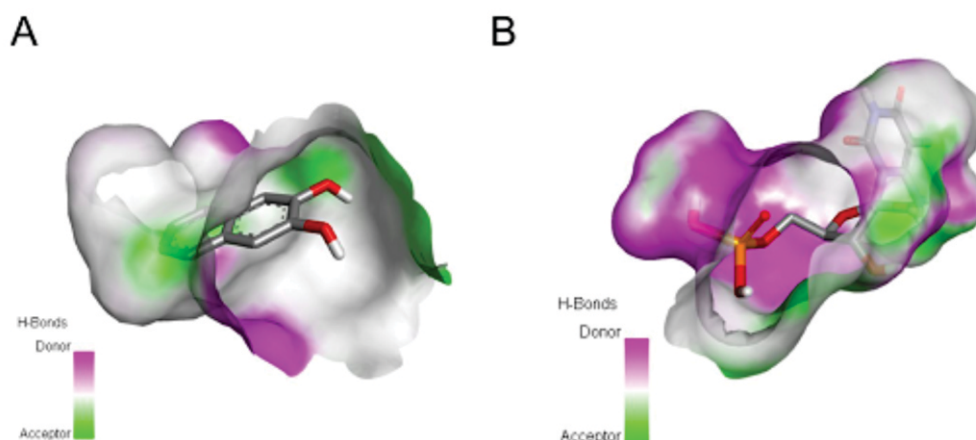 A
B
H-Bonds
Donor
Acceptor
H-Bonds
Donor
Acceptor